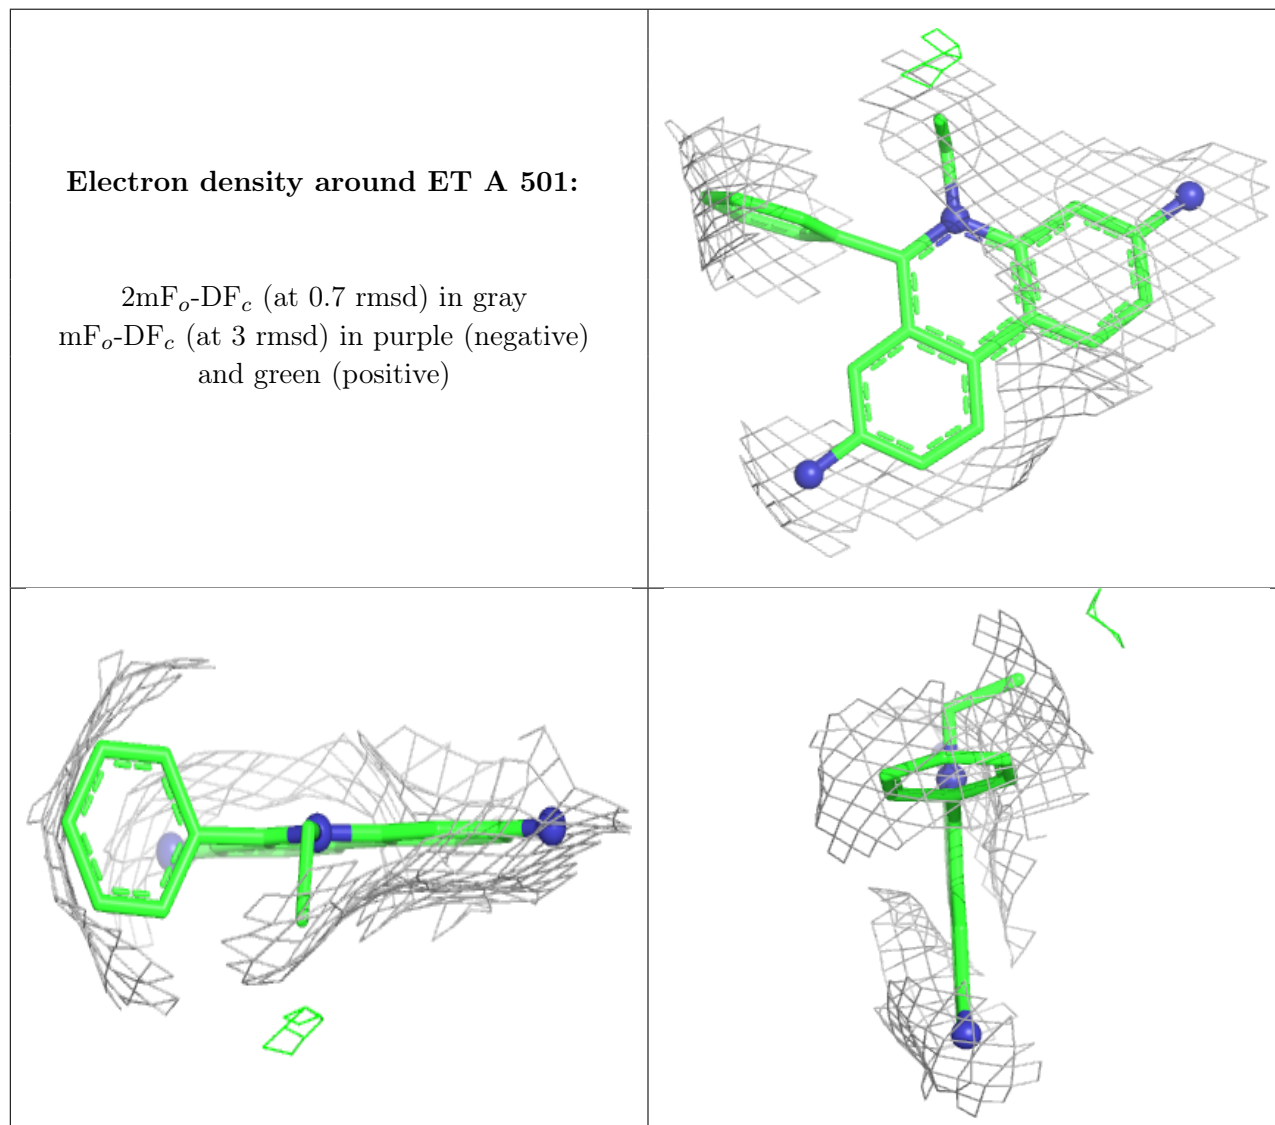 Electron density around ET A 501:
2mFo-DFc (at 0.7 rmsd) in gray
mFo-DFc (at 3 rmsd) in purple (negative)
and green (positive)